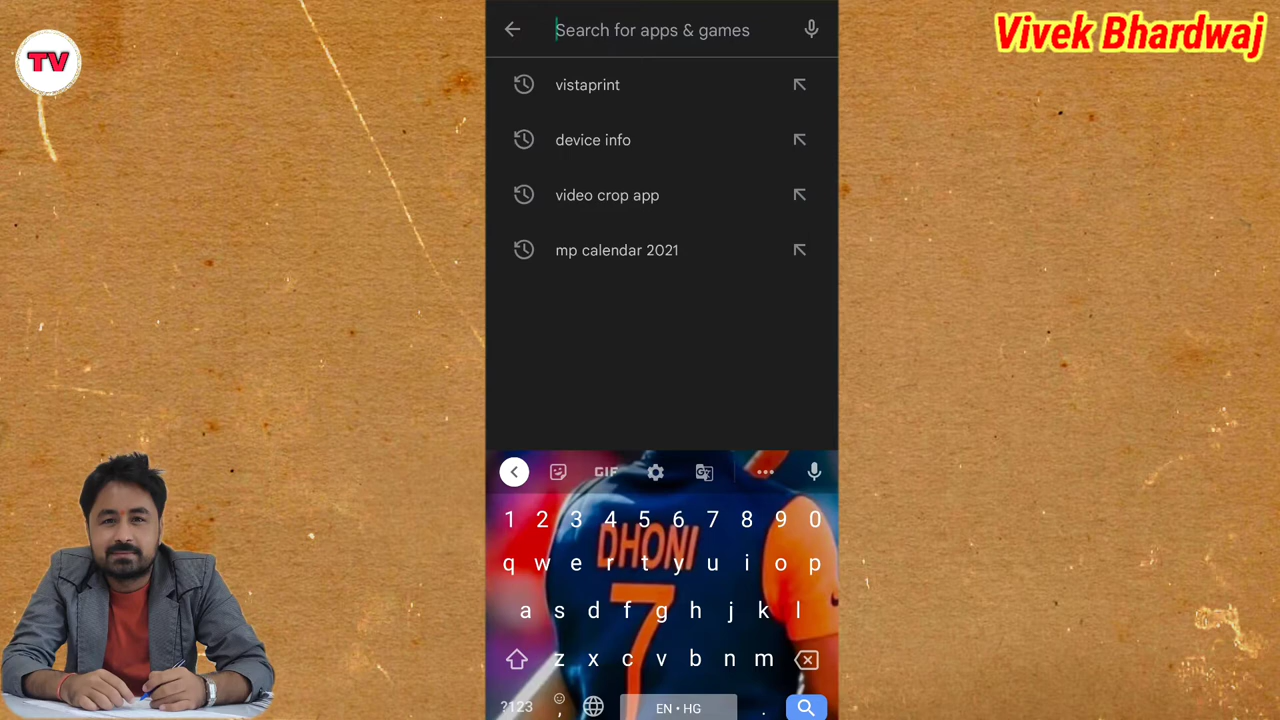 TV
Vivek Bhardwaj
Search for apps & games
vistaprint
device info
video crop app
mp calendar 2021
GIF
DHONI
7
1 2 3 4 5 6 7 8 9 0
q w e r t y u i o p
a s d f g h j k l
z x c v b n m
?123 , EN • HG .